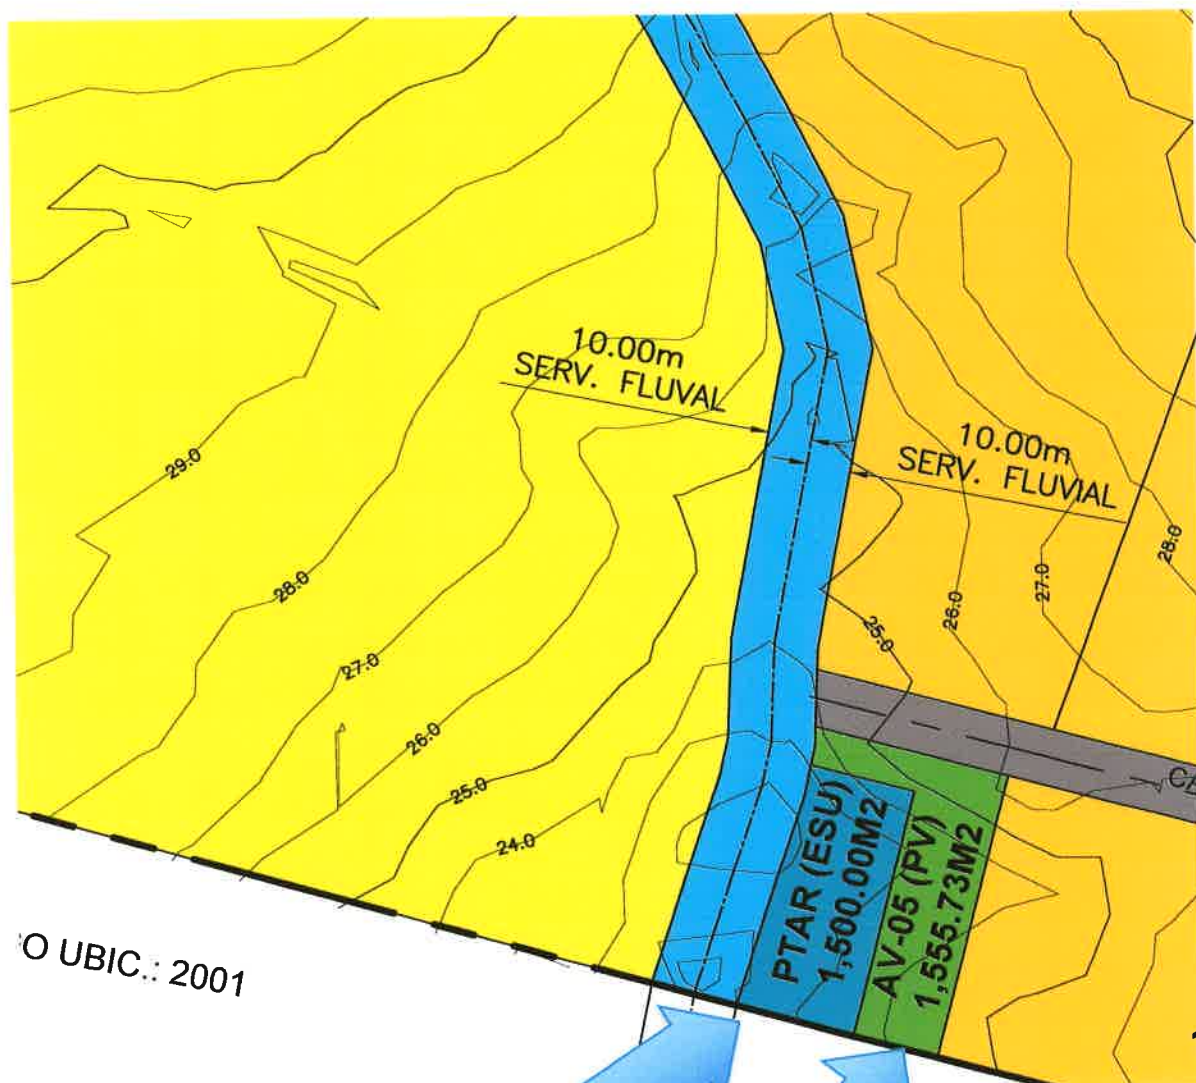 10.00m
SERV. FLUVAL
10.00m
SERV. FLUVIAL
29.0
28.0
27.0
26.0
25.0
24.0
25.0
26.0
27.0
28.0
PTAR (ESU)
1,500.00M2
AV-05 (PV)
1,555.73M2
O UBIC.: 2001